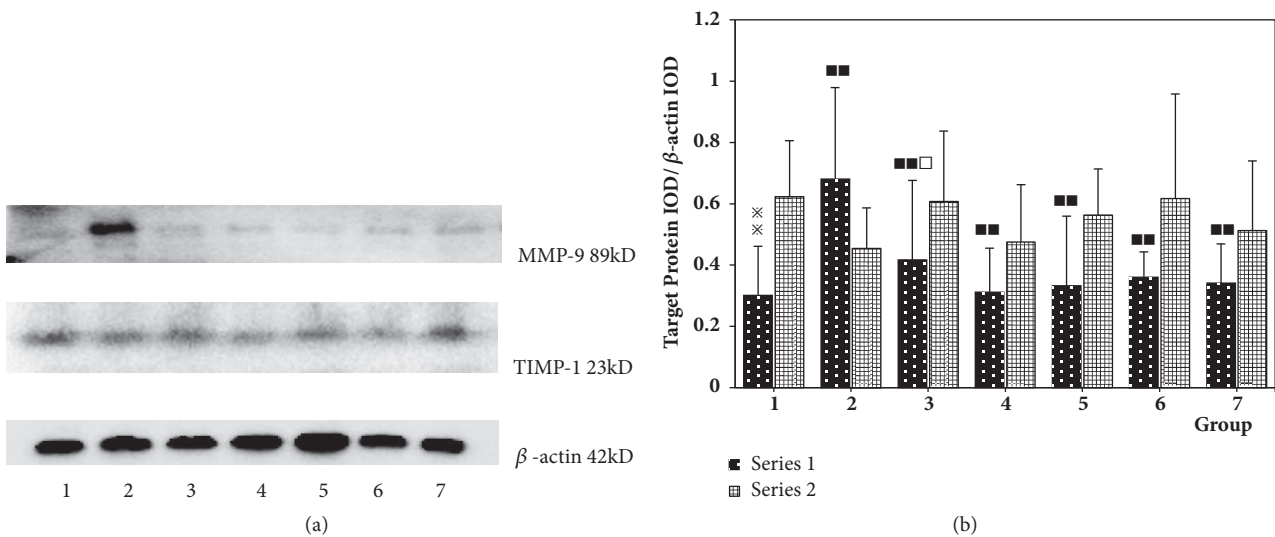 MMP-9 89kD
TIMP-1 23kD
β -actin 42kD
1 2 3 4 5 6 7
(a)
Target Protein IOD/ β-actin IOD
1.2
1
0.8
0.6
0.4
0.2
0
※
※
■■
■■□
■■
■■
■■
■■
1 2 3 4 5 6 7
Group
Series 1
Series 2
(b)